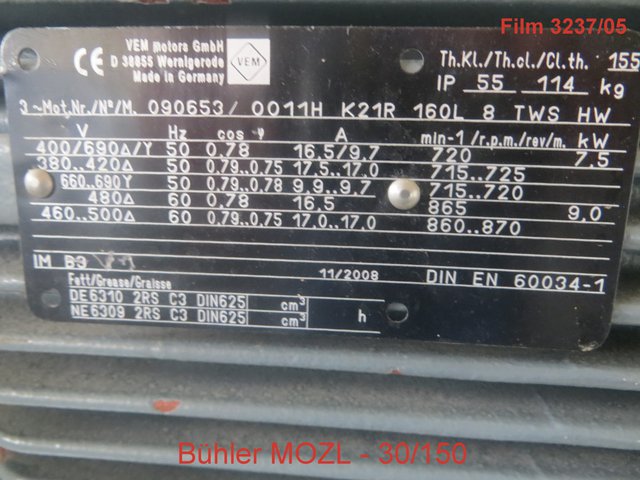 Film 3237/05
VEM motors GmbH
D 38855 Wernigerode
Made in Germany
CE
VEM
Th.Kl./Th.cl./Cl.th. 155
IP 55 114 kg
3~Mot.Nr./N°/M. 090653/ 0011H K21R 160L 8 TWS HW
V Hz cos φ A min-1/r.p.m./rev/m. kW
400/690Δ/Y 50 0,78 16,5/9,7 720 7,5
380..420Δ 50 0,79..0,75 17,5..17,0 715..725
660..690Y 50 0,79..0,78 9,9..9,7 715..720
480Δ 60 0,78 16,5 865 9,0
460..500Δ 60 0,79..0,75 17,0..17,0 860..870
IM B3
11/2008 DIN EN 60034-1
Fett/Grease/Graisse
DE6310 2RS C3 DIN625 cm³
NE6309 2RS C3 DIN625 cm³ h
Bühler MOZL - 30/150